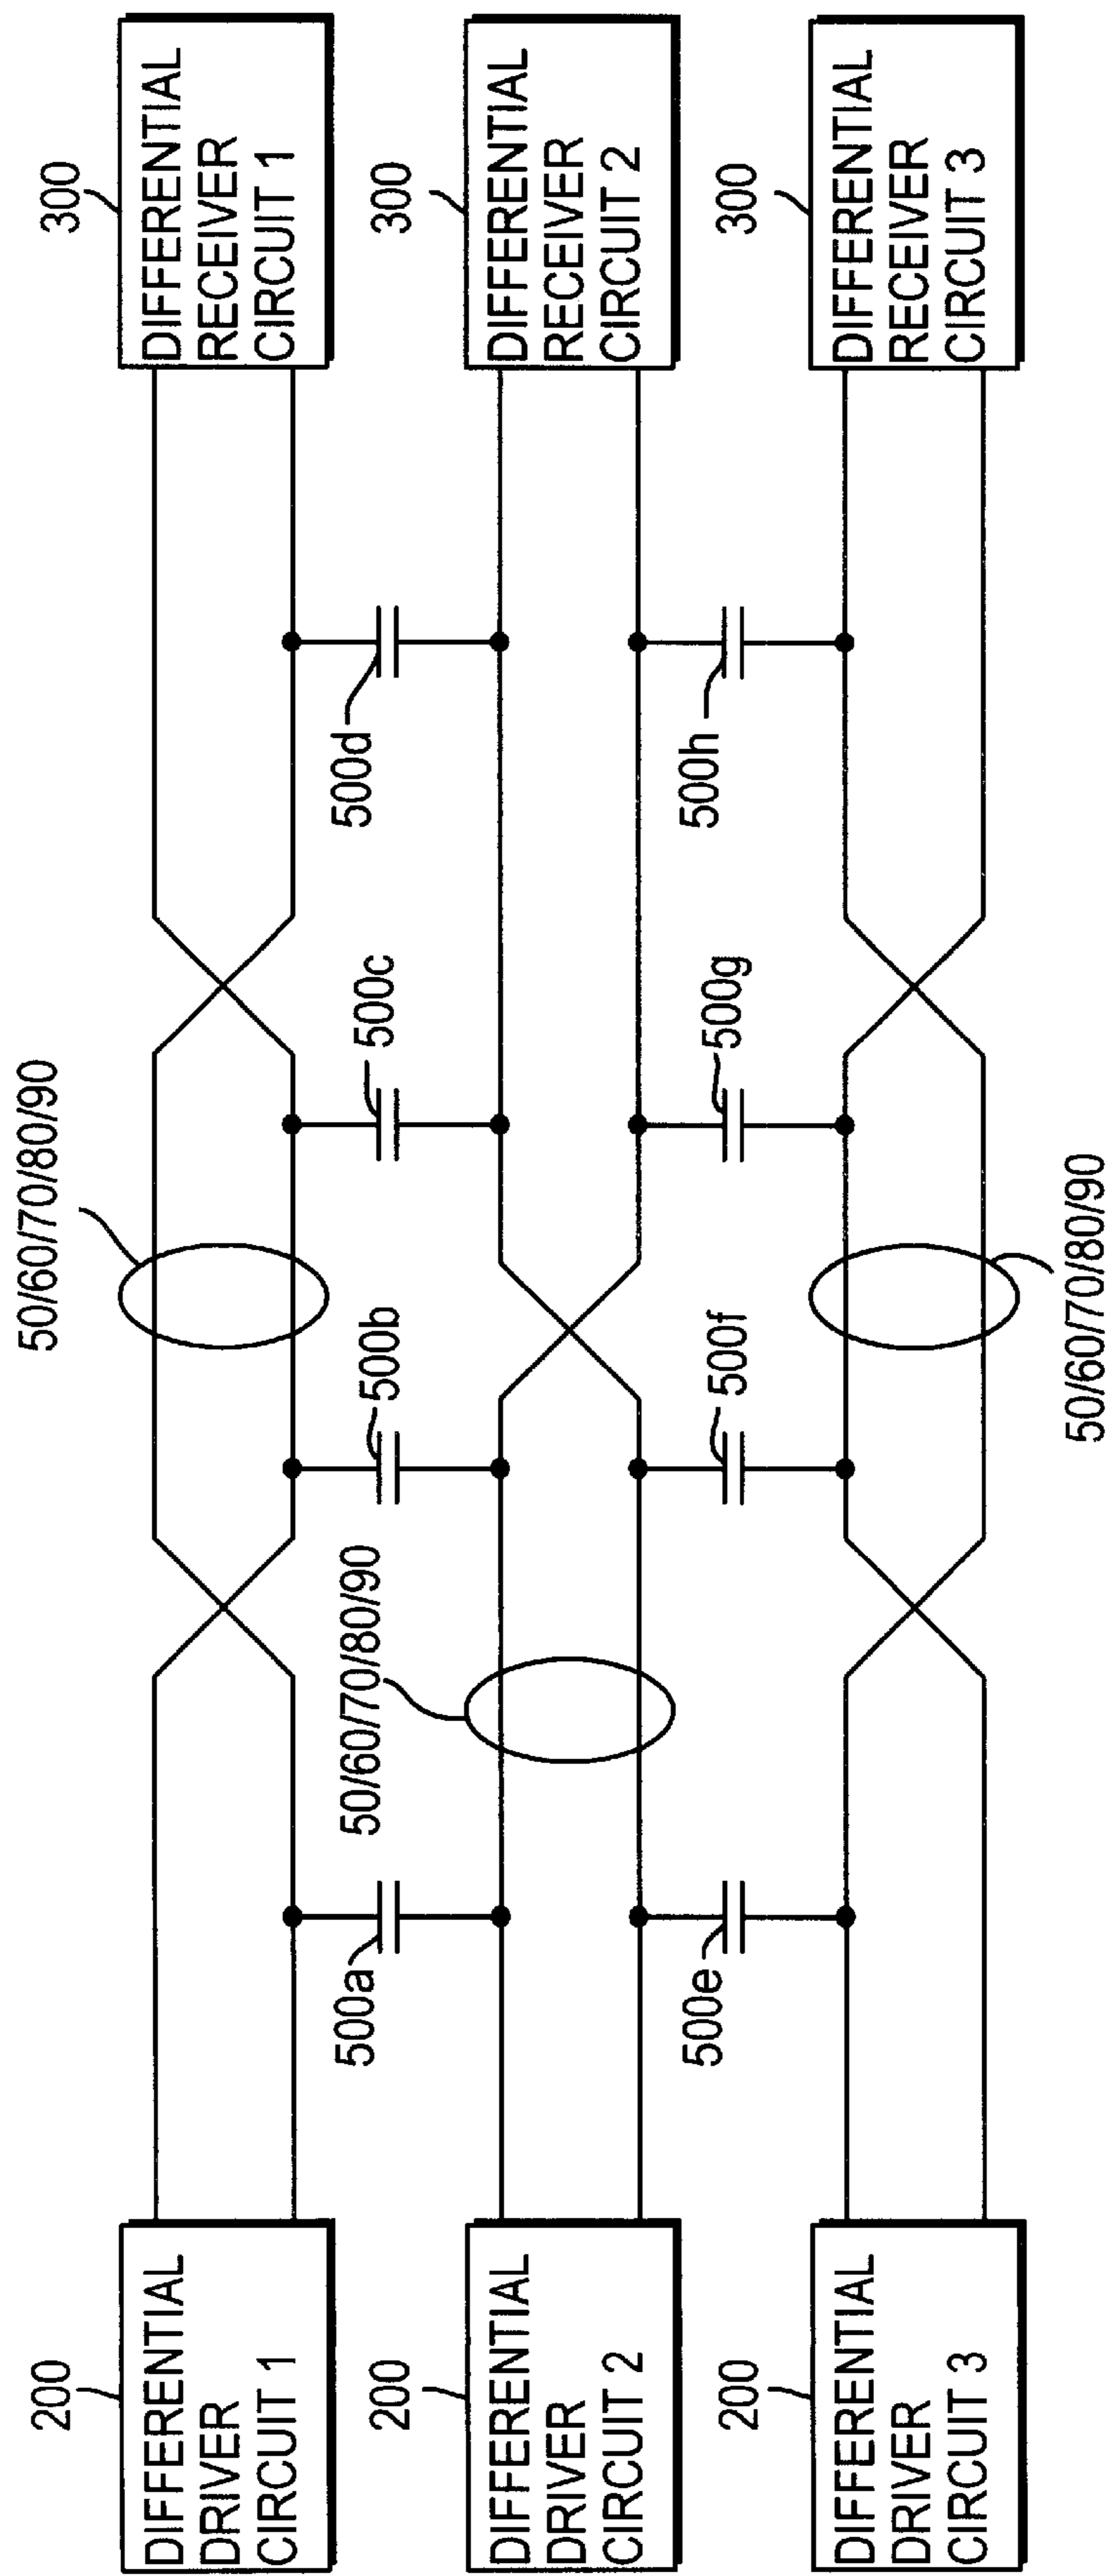 200
DIFFERENTIAL
DRIVER
CIRCUIT 1
50/60/70/80/90
300
DIFFERENTIAL
RECEIVER
CIRCUIT 1
500a
500b
500c
500d
200
DIFFERENTIAL
DRIVER
CIRCUIT 2
50/60/70/80/90
300
DIFFERENTIAL
RECEIVER
CIRCUIT 2
500e
500f
500g
500h
200
DIFFERENTIAL
DRIVER
CIRCUIT 3
50/60/70/80/90
300
DIFFERENTIAL
RECEIVER
CIRCUIT 3